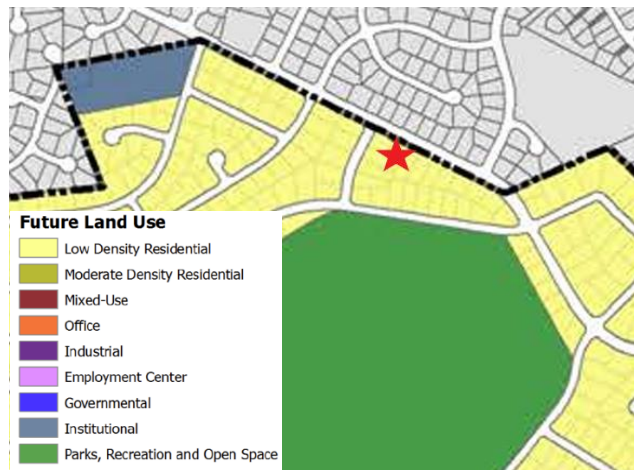 Future Land Use
Low Density Residential
Moderate Density Residential
Mixed-Use
Office
Industrial
Employment Center
Governmental
Institutional
Parks, Recreation and Open Space